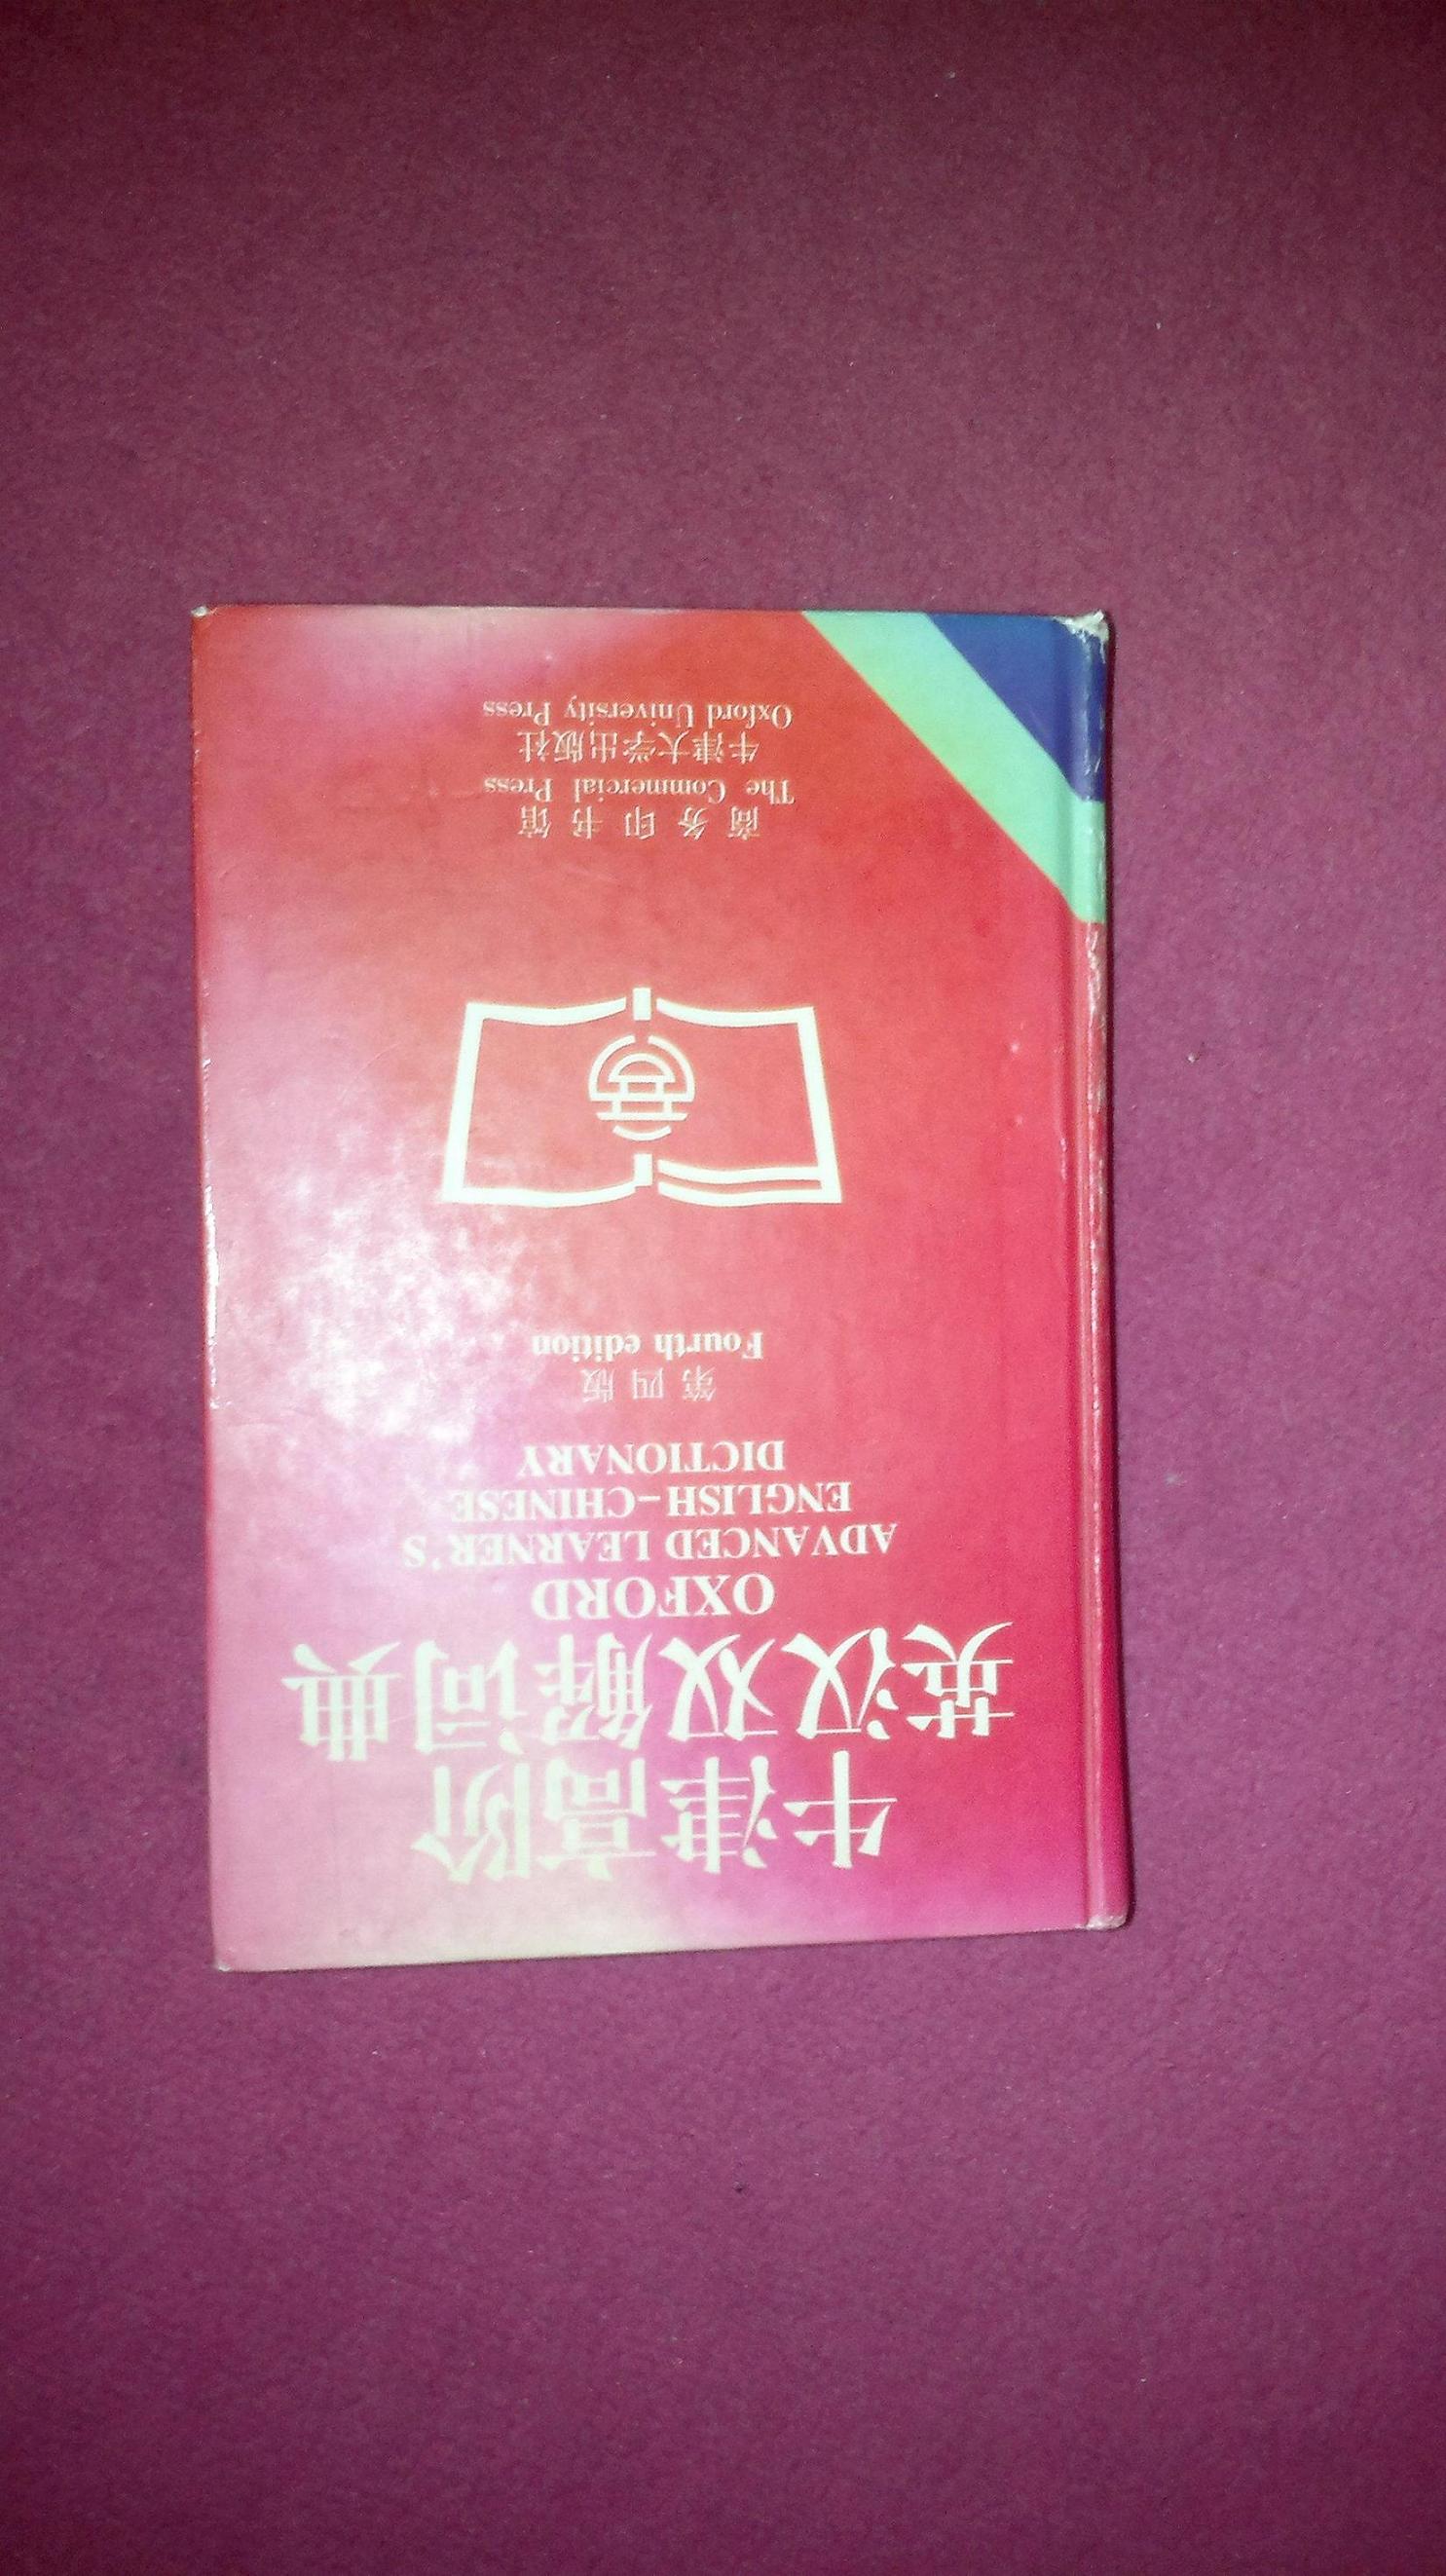 牛津高阶
英汉双解词典
OXFORD
ADVANCED LEARNER'S
ENGLISH-CHINESE
DICTIONARY
第四版
Fourth edition
商务印书馆
The Commercial Press
牛津大学出版社
Oxford University Press